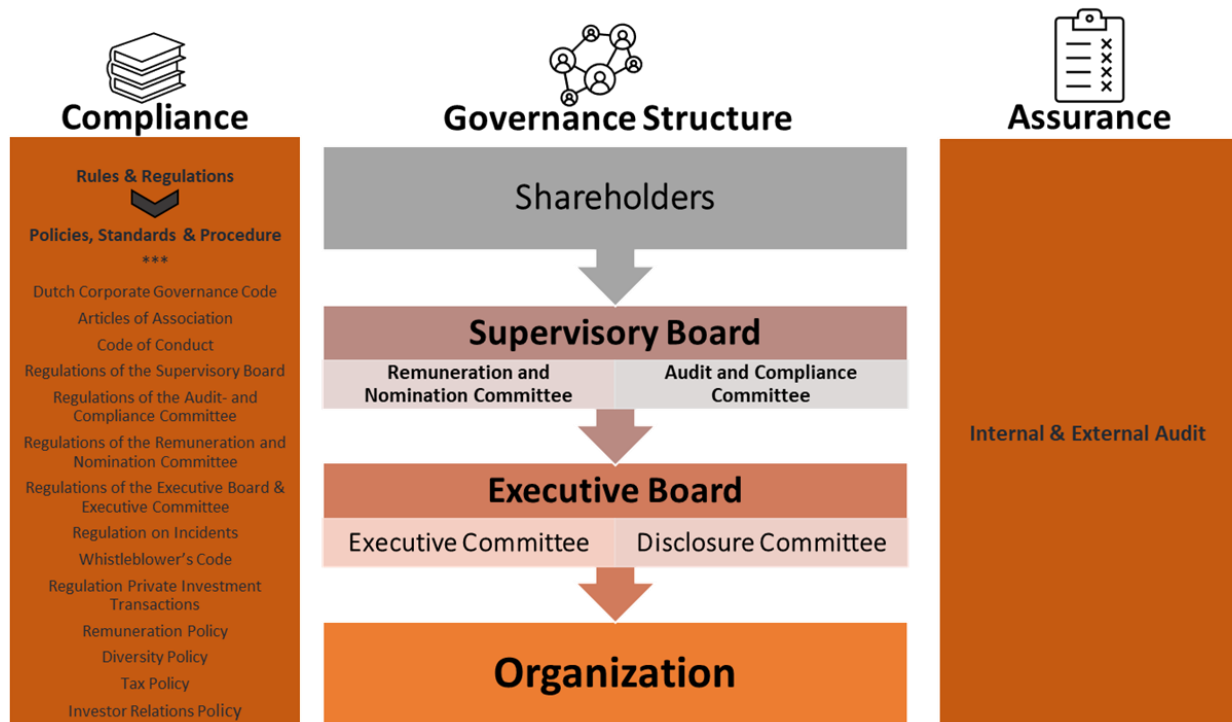 Compliance
Rules & Regulations
Policies, Standards & Procedure
***
Dutch Corporate Governance Code
Articles of Association
Code of Conduct
Regulations of the Supervisory Board
Regulations of the Audit- and
Compliance Committee
Regulations of the Remuneration and
Nomination Committee
Regulations of the Executive Board &
Executive Committee
Regulation on Incidents
Whistleblower's Code
Regulation Private Investment
Transactions
Remuneration Policy
Diversity Policy
Tax Policy
Investor Relations Policy
Governance Structure
Shareholders
Supervisory Board
Remuneration and
Nomination Committee
Audit and Compliance
Committee
Executive Board
Executive Committee
Disclosure Committee
Organization
Assurance
Internal & External Audit